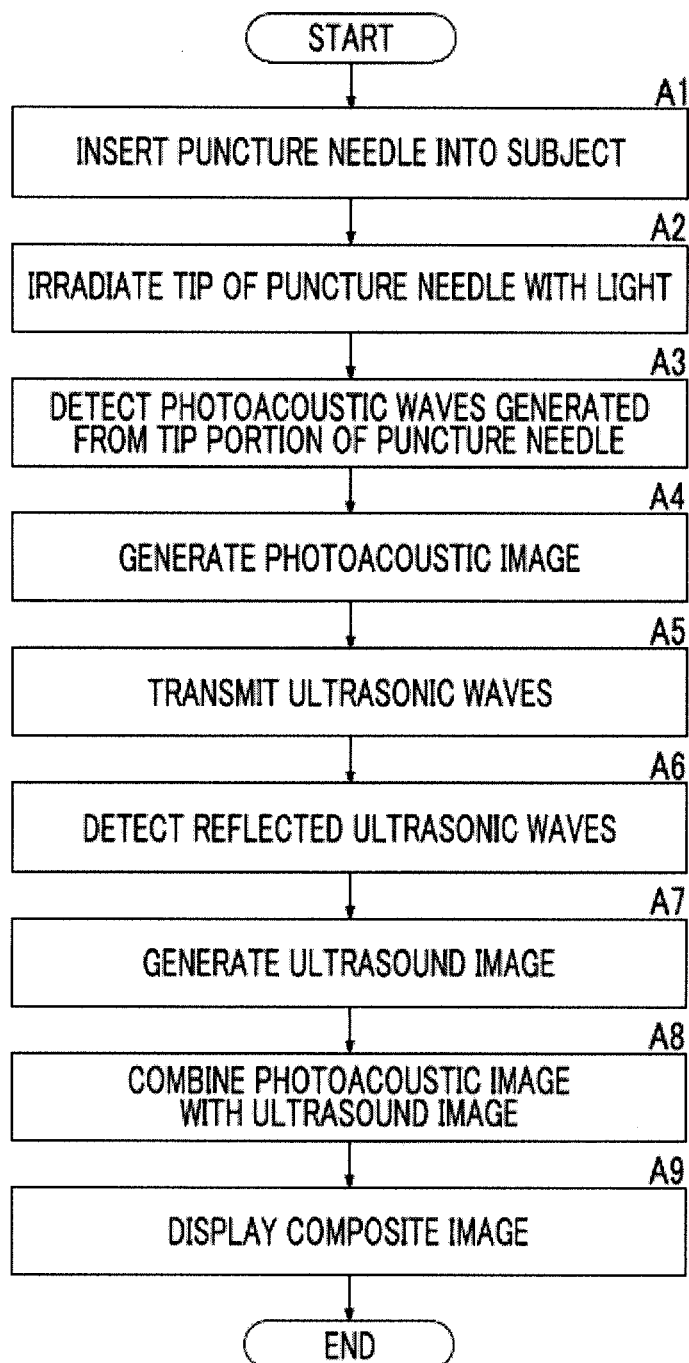 START
A1
INSERT PUNCTURE NEEDLE INTO SUBJECT
A2
IRRADIATE TIP OF PUNCTURE NEEDLE WITH LIGHT
A3
DETECT PHOTOACOUSTIC WAVES GENERATED
FROM TIP PORTION OF PUNCTURE NEEDLE
A4
GENERATE PHOTOACOUSTIC IMAGE
A5
TRANSMIT ULTRASONIC WAVES
A6
DETECT REFLECTED ULTRASONIC WAVES
A7
GENERATE ULTRASOUND IMAGE
A8
COMBINE PHOTOACOUSTIC IMAGE
WITH ULTRASOUND IMAGE
A9
DISPLAY COMPOSITE IMAGE
END